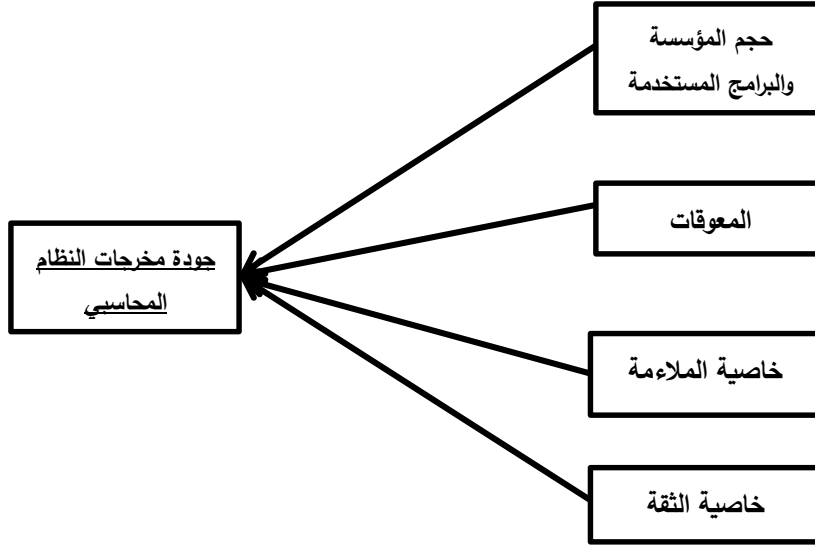 حجم المؤسسة
والبرامج المستخدمة
المعوقات
جودة مخرجات النظام
المحاسبي
خاصية الملاءمة
خاصية الثقة